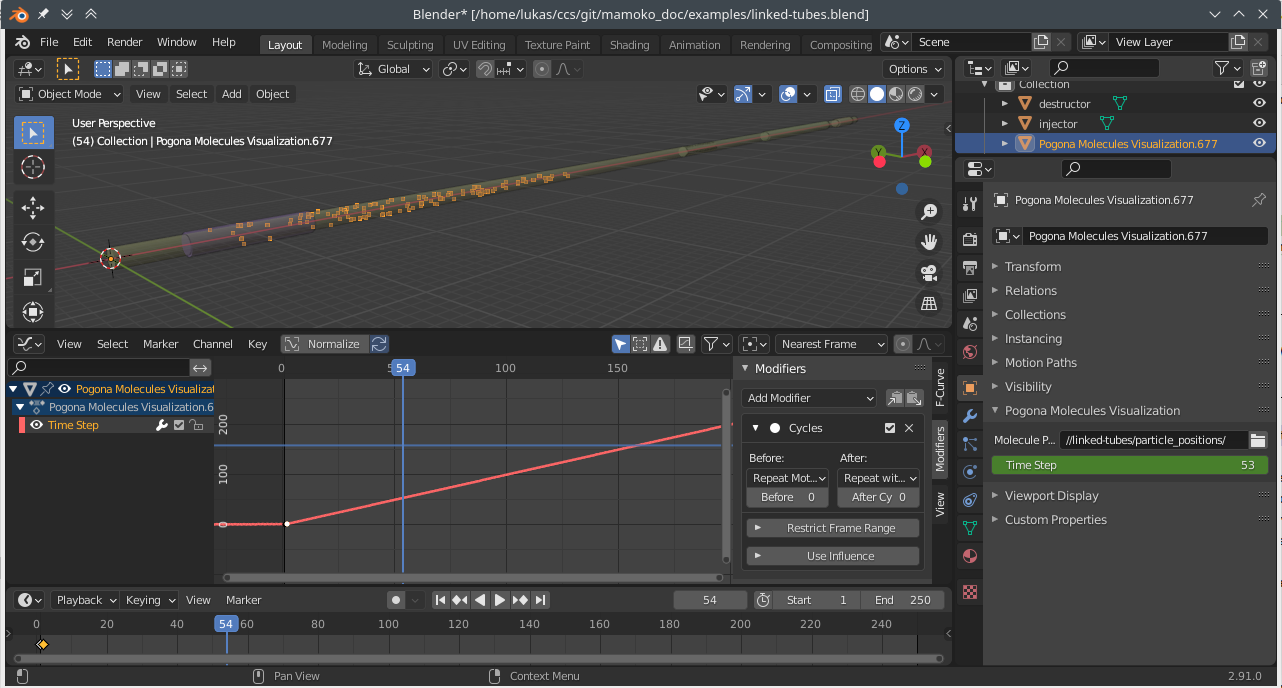 Blender* [/home/lukas/ccs/git/mamoko_doc/examples/linked-tubes.blend]
File Edit Render Window Help Layout Modeling Sculpting UV Editing Texture Paint Shading Animation Rendering Compositing Scene View Layer
Global Options
Object Mode View Select Add Object
User Perspective
(54) Collection | Pogona Molecules Visualization.677
Z
Y X
Collection
destructor
injector
Pogona Molecules Visualization.677
Pogona Molecules Visualization.677
Pogona Molecules Visualization.677
Transform
Relations
Collections
Instancing
Motion Paths
Visibility
Pogona Molecules Visualization
Molecule P... //linked-tubes/particle_positions/
Time Step 53
Viewport Display
Custom Properties
View Select Marker Channel Key Normalize Nearest Frame
0 54 100 150
Pogona Molecules Visualizat
Pogona Molecules Visualization.6
Time Step
200
100
0
Modifiers
Add Modifier
Cycles
Before: After:
Repeat Mot... Repeat wit...
Before 0 After Cy 0
Restrict Frame Range
Use Influence
F-Curve
Modifiers
View
Playback Keying View Marker 54 Start 1 End 250
0 20 40 54 60 80 100 120 140 160 180 200 220 240
Pan View Context Menu 2.91.0